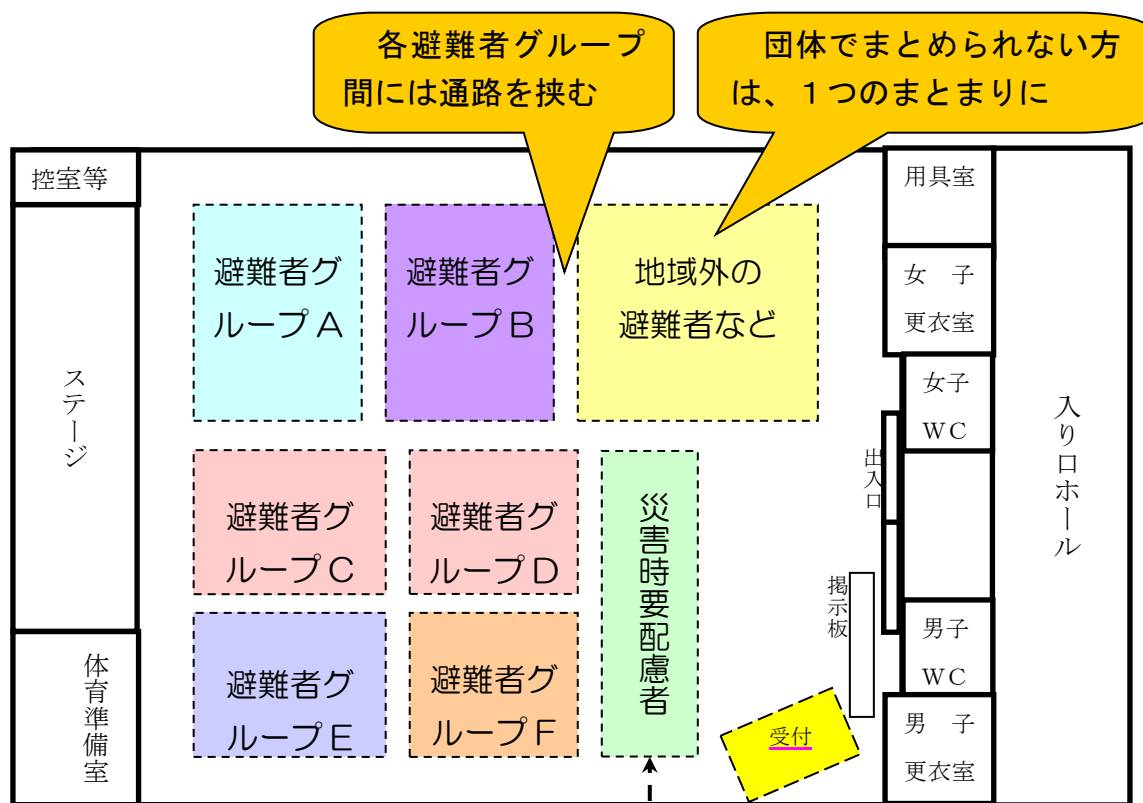 各避難者グループ
間には通路を挟む
団体でまとめられない方
は、１つのまとまりに
控室等
用具室
避難者グ
ループＡ
避難者グ
ループＢ
地域外の
避難者など
女　子
更衣室
ステージ
女子
ＷＣ
入り口ホール
出入口
避難者グ
ループＣ
避難者グ
ループＤ
災害時要配慮者
掲示板
男子
ＷＣ
体育準備室
避難者グ
ループＥ
避難者グ
ループＦ
受付
男　子
更衣室